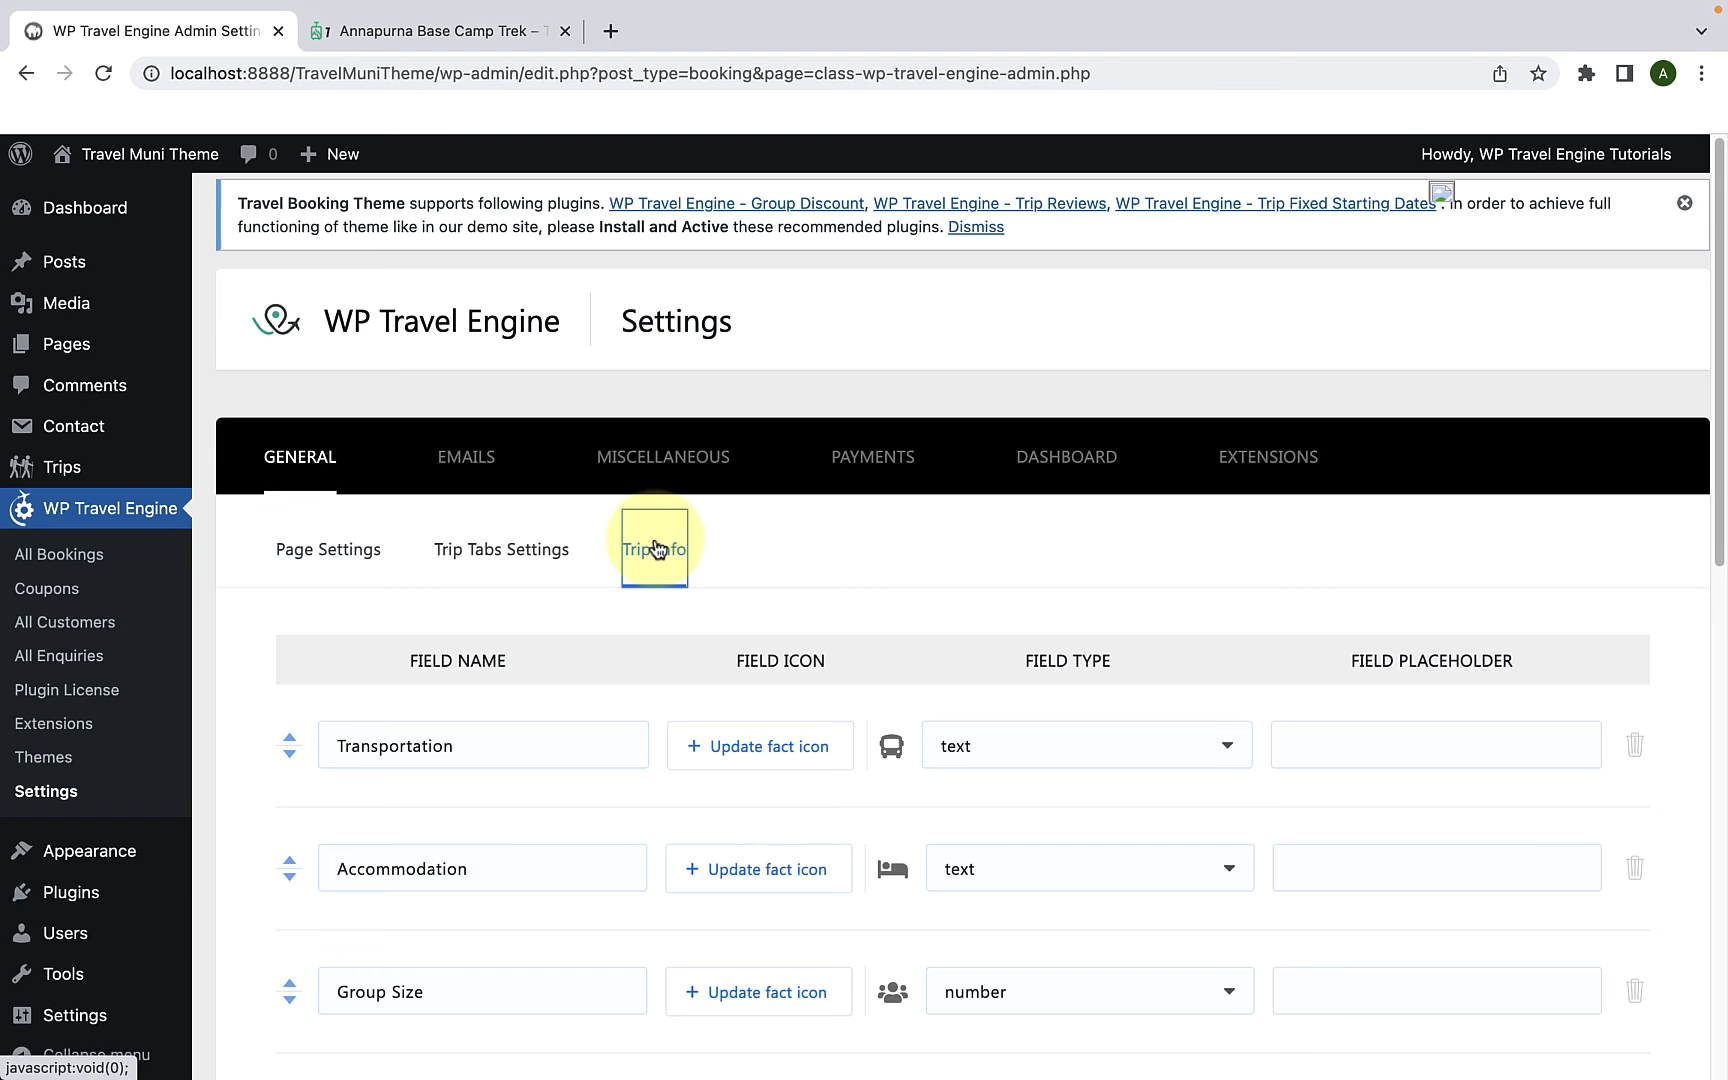 WP Travel Engine Admin Settin
Annapurna Base Camp Trek – T
localhost:8888/TravelMuniTheme/wp-admin/edit.php?post_type=booking&page=class-wp-travel-engine-admin.php
A
Travel Muni Theme
0
New
Howdy, WP Travel Engine Tutorials
Dashboard
Posts
Media
Pages
Comments
Contact
Trips
WP Travel Engine
All Bookings
Coupons
All Customers
All Enquiries
Plugin License
Extensions
Themes
Settings
Appearance
Plugins
Users
Tools
Settings
Collapse menu
javascript:void(0);
Travel Booking Theme supports following plugins. WP Travel Engine - Group Discount, WP Travel Engine - Trip Reviews, WP Travel Engine - Trip Fixed Starting Dates . In order to achieve full
functioning of theme like in our demo site, please Install and Active these recommended plugins. Dismiss
WP Travel Engine
Settings
GENERAL
EMAILS
MISCELLANEOUS
PAYMENTS
DASHBOARD
EXTENSIONS
Page Settings
Trip Tabs Settings
Trip Info
FIELD NAME
FIELD ICON
FIELD TYPE
FIELD PLACEHOLDER
Transportation
+ Update fact icon
text
Accommodation
+ Update fact icon
text
Group Size
+ Update fact icon
number